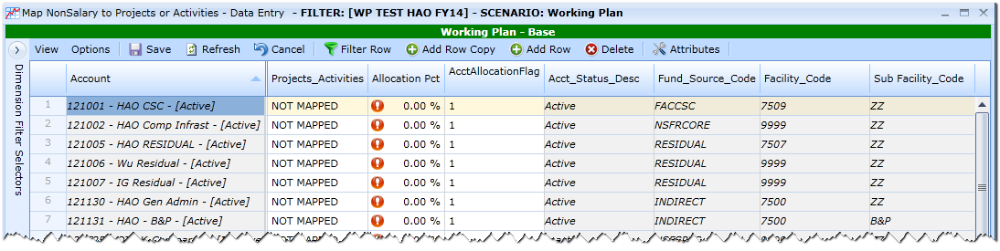 Map NonSalary to Projects or Activities - Data Entry - FILTER: [WP TEST HAO FY14] - SCENARIO: Working Plan
Working Plan - Base
View Options Save Refresh Cancel Filter Row Add Row Copy Add Row Delete Attributes
Dimension Filter Selectors
Account Projects_Activities Allocation Pct AcctAllocationFlag Acct_Status_Desc Fund_Source_Code Facility_Code Sub Facility_Code
1 121001 - HAO CSC - [Active] NOT MAPPED 0.00 % 1 Active FACCSC 7509 ZZ
2 121002 - HAO Comp Infrast - [Active] NOT MAPPED 0.00 % 1 Active NSFRCORE 9999 ZZ
3 121005 - HAO RESIDUAL - [Active] NOT MAPPED 0.00 % 1 Active RESIDUAL 7507 ZZ
4 121006 - Wu Residual - [Active] NOT MAPPED 0.00 % 1 Active RESIDUAL 9999 ZZ
5 121007 - IG Residual - [Active] NOT MAPPED 0.00 % 1 Active RESIDUAL 9999 ZZ
6 121130 - HAO Gen Admin - [Active] NOT MAPPED 0.00 % 1 Active INDIRECT 7500 ZZ
7 121131 - HAO - B&P - [Active] NOT MAPPED 0.00 % 1 Active INDIRECT 7500 B&P